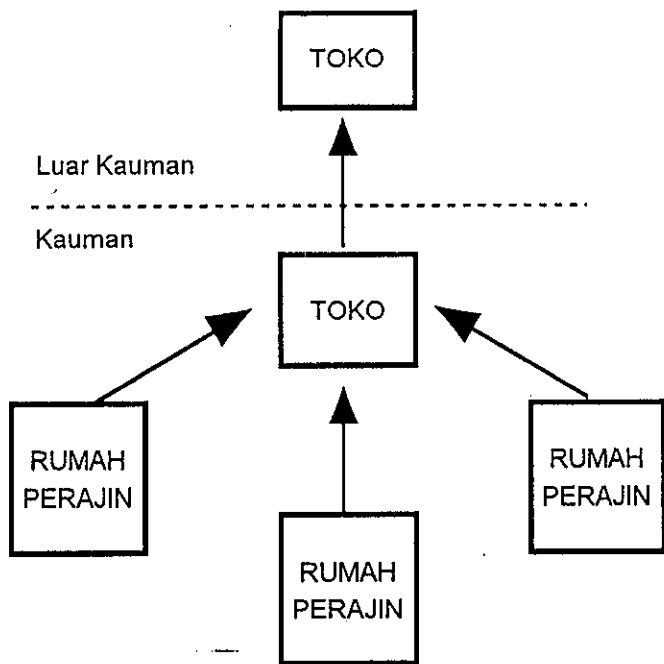 TOKO
Luar Kauman
Kauman
TOKO
RUMAH
PERAJIN
RUMAH
PERAJIN
RUMAH
PERAJIN